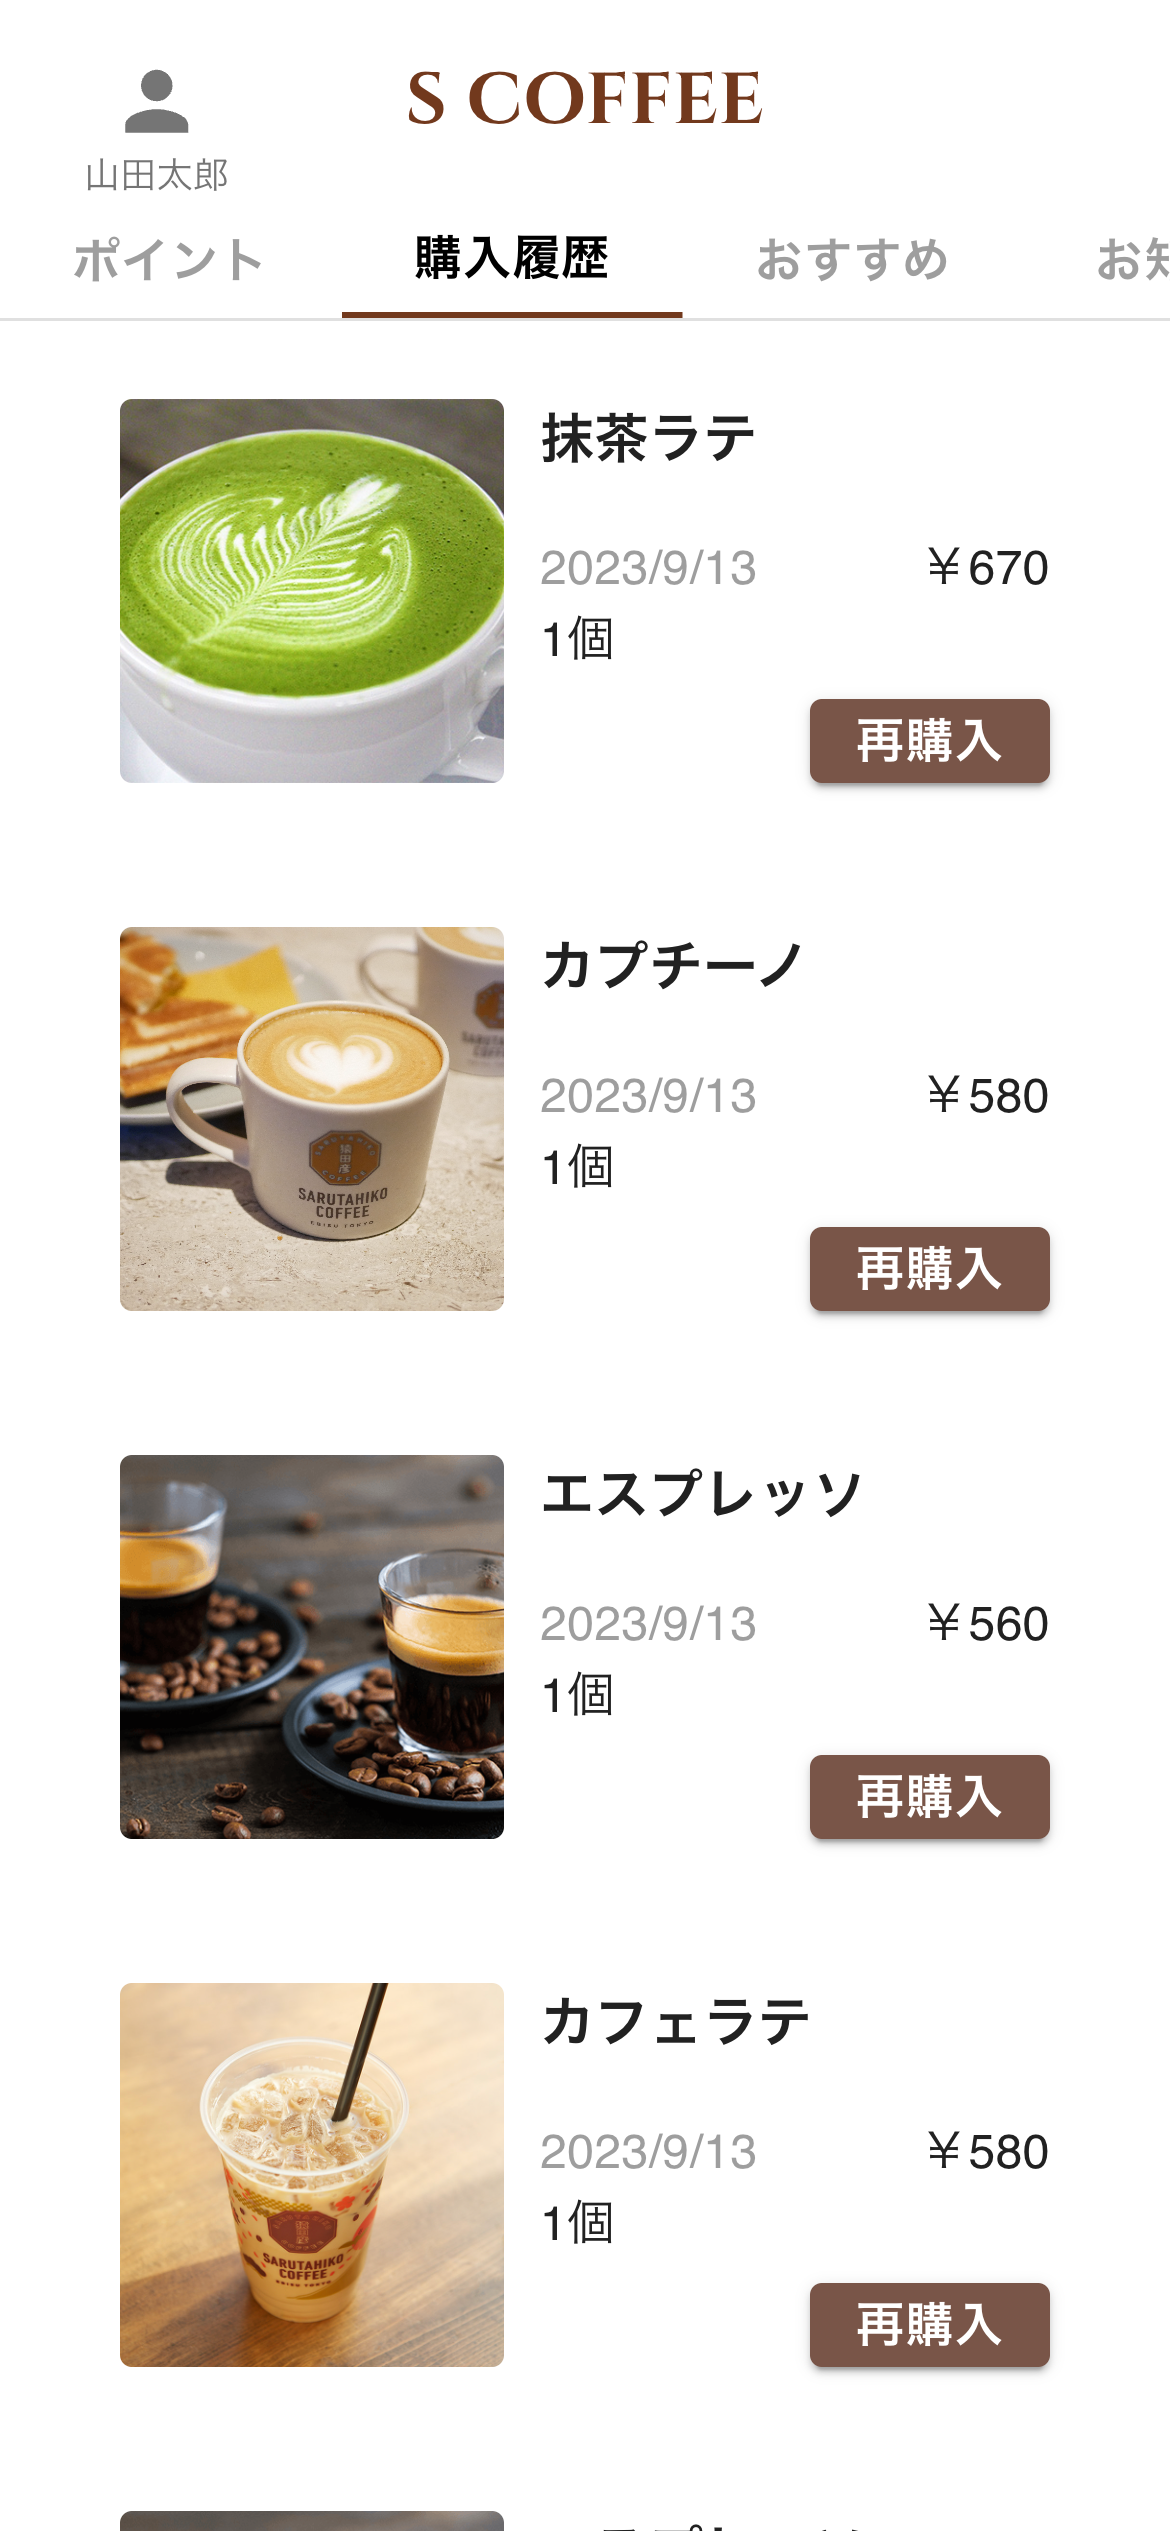 S COFFEE
山田太郎
ポイント 購入履歴 おすすめ お知
抹茶ラテ
2023/9/13 ￥670
1個
再購入
カプチーノ
2023/9/13 ￥580
1個
再購入
SARUTAHIKO
COFFEE
エスプレッソ
2023/9/13 ￥560
1個
再購入
カフェラテ
2023/9/13 ￥580
1個
再購入
SARUTAHIKO
COFFEE